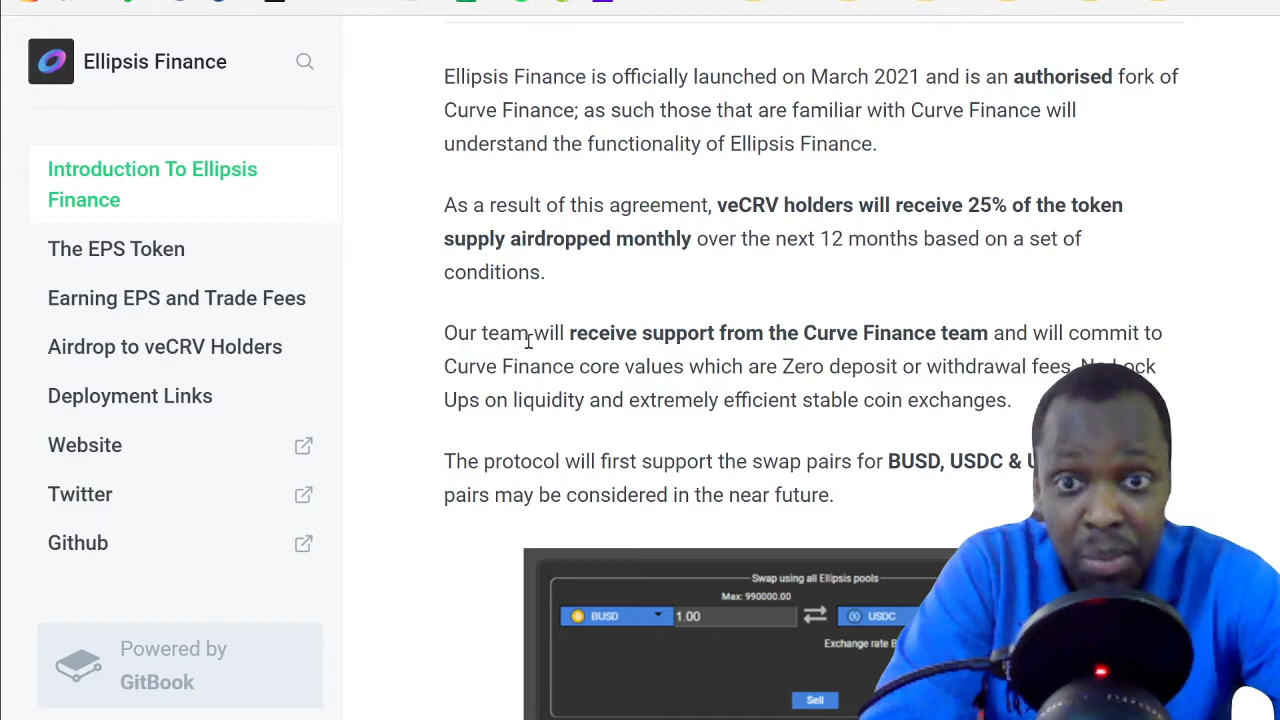 Ellipsis Finance
Introduction To Ellipsis
Finance
The EPS Token
Earning EPS and Trade Fees
Airdrop to veCRV Holders
Deployment Links
Website
Twitter
Github
Powered by
GitBook
Ellipsis Finance is officially launched on March 2021 and is an authorised fork of
Curve Finance; as such those that are familiar with Curve Finance will
understand the functionality of Ellipsis Finance.
As a result of this agreement, veCRV holders will receive 25% of the token
supply airdropped monthly over the next 12 months based on a set of
conditions.
Our team will receive support from the Curve Finance team and will commit to
Curve Finance core values which are Zero deposit or withdrawal fees, No Lock
Ups on liquidity and extremely efficient stable coin exchanges.
The protocol will first support the swap pairs for BUSD, USDC &
pairs may be considered in the near future.
Swap using all Ellipsis pools
Max: 990000.00
BUSD 1.00 USDC
Exchange rate
Sell